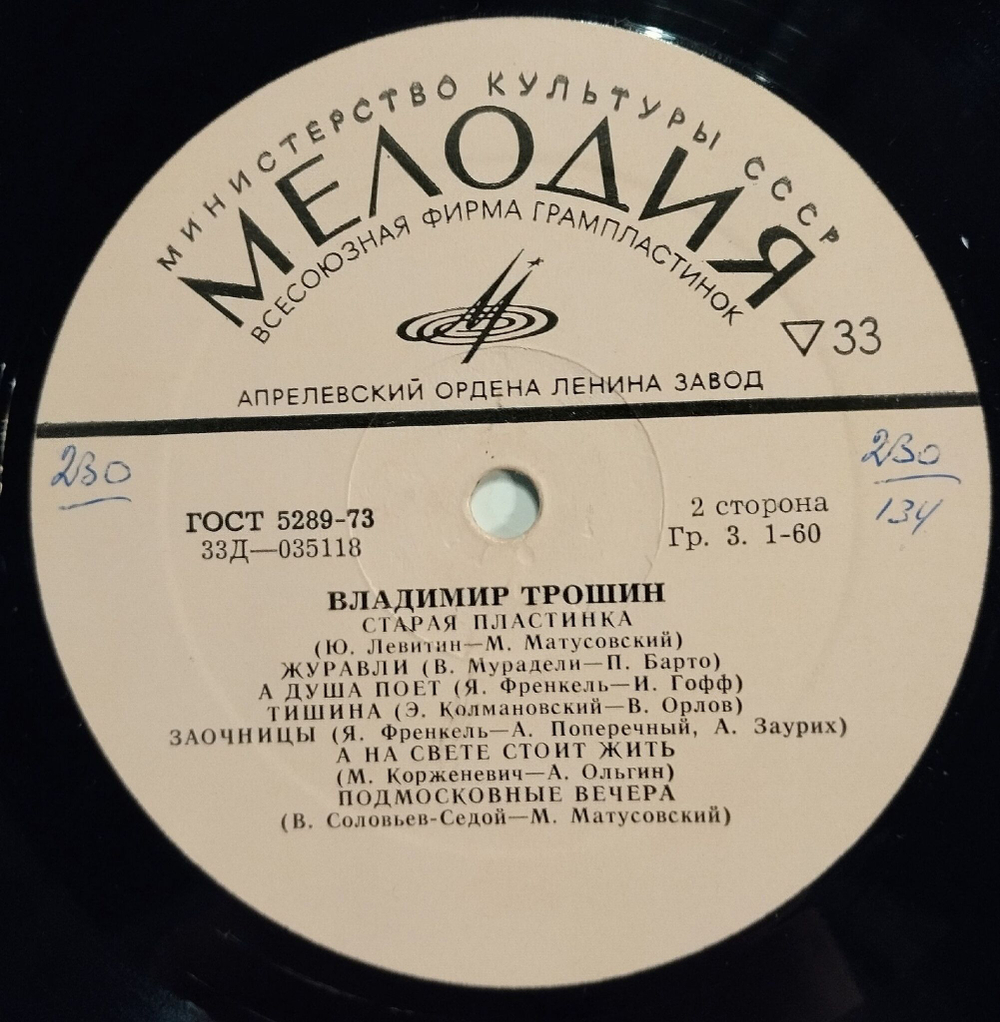 МИНИСТЕРСТВО КУЛЬТУРЫ СССР
МЕЛОДИЯ
ВСЕСОЮЗНАЯ ФИРМА ГРАМПЛАСТИНОК
▽33
АПРЕЛЕВСКИЙ ОРДЕНА ЛЕНИНА ЗАВОД
230
230
134
ГОСТ 5289-73
33Д—035118
2 сторона
Гр. 3. 1-60
ВЛАДИМИР ТРОШИН
СТАРАЯ ПЛАСТИНКА
(Ю. Левитин—М. Матусовский)
ЖУРАВЛИ (В. Мурадели—П. Барто)
А ДУША ПОЕТ (Я. Френкель—И. Гофф)
ТИШИНА (Э. Колмановский—В. Орлов)
ЗАОЧНИЦЫ (Я. Френкель—А. Поперечный, А. Заурих)
А НА СВЕТЕ СТОИТ ЖИТЬ
(М. Корженевич—А. Ольгин)
ПОДМОСКОВНЫЕ ВЕЧЕРА
(В. Соловьев-Седой—М. Матусовский)